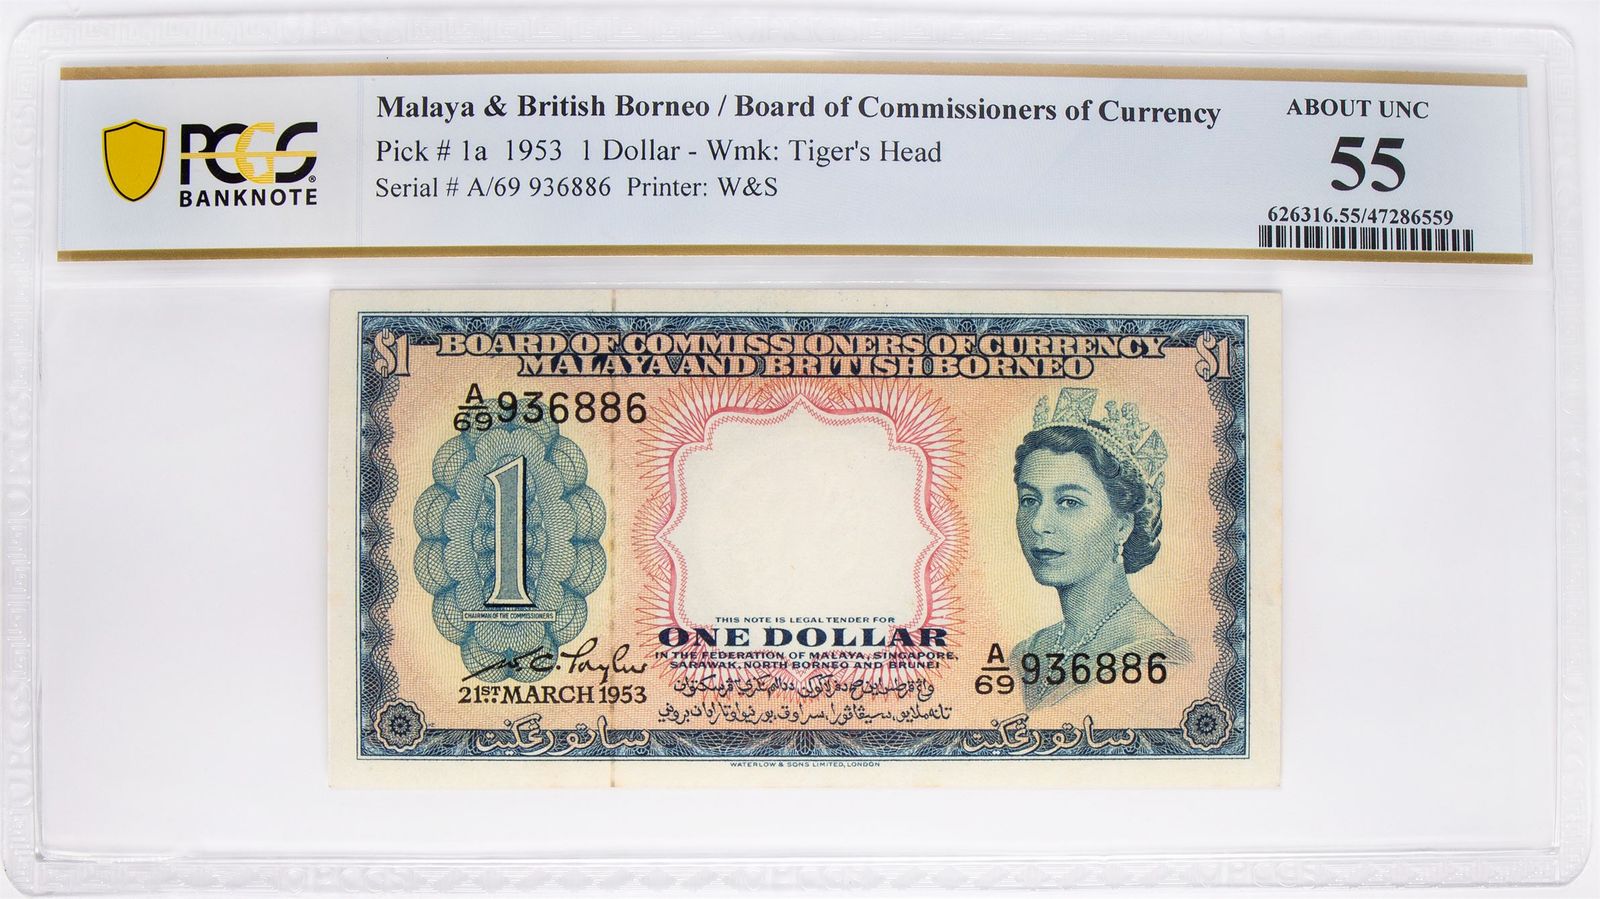 PCGS
BANKNOTE
Malaya & British Borneo / Board of Commissioners of Currency
Pick # 1a 1953 1 Dollar - Wmk: Tiger's Head
Serial # A/69 936886 Printer: W&S
ABOUT UNC
55
626316.55/47286559
$1 BOARD OF COMMISSIONERS OF CURRENCY $1
MALAYA AND BRITISH BORNEO
A/69 936886
1
CHAIRMAN OF THE COMMISSIONERS
W. C. Taylor
21ST MARCH 1953
THIS NOTE IS LEGAL TENDER FOR
ONE DOLLAR
IN THE FEDERATION OF MALAYA, SINGAPORE,
SARAWAK, NORTH BORNEO AND BRUNEI
A/69 936886
ساتو رڠڬيت
ساتو رڠڬيت
WATERLOW & SONS LIMITED, LONDON